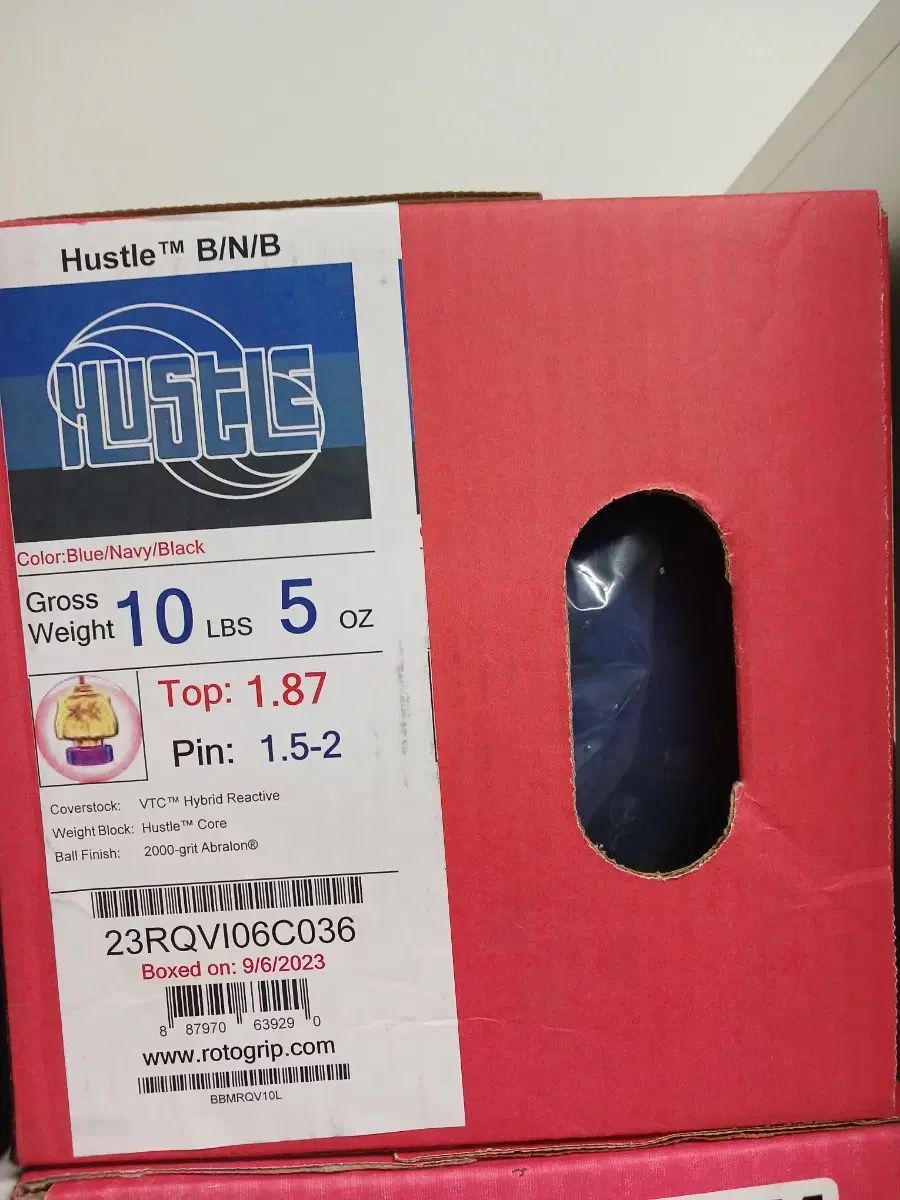 Hustle™ B/N/B
HUSTLE
Color:Blue/Navy/Black
Gross Weight 10 LBS 5 OZ
Top: 1.87
Pin: 1.5-2
Coverstock: VTC™ Hybrid Reactive
Weight Block: Hustle™ Core
Ball Finish: 2000-grit Abralon®
23RQVI06C036
Boxed on: 9/6/2023
8 87970 63929 0
www.rotogrip.com
BBMRQV10L